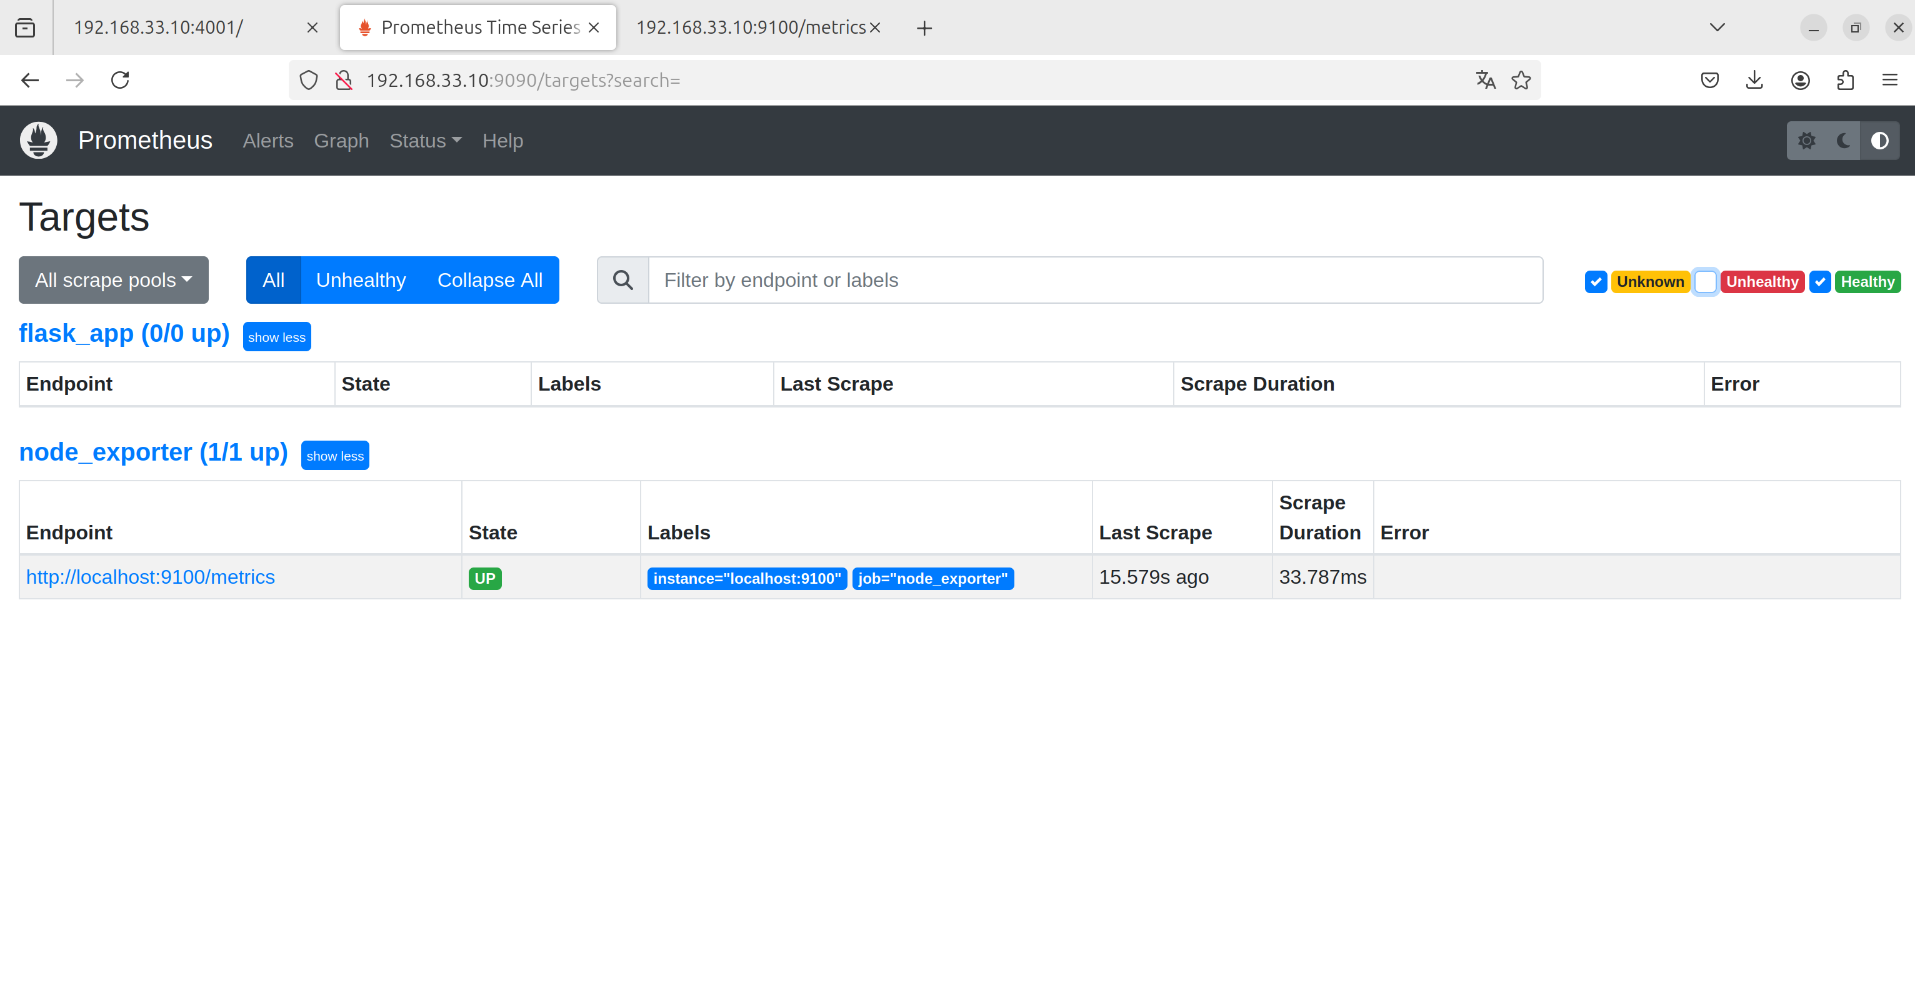 192.168.33.10:4001/
Prometheus Time Series
192.168.33.10:9100/metrics
192.168.33.10:9090/targets?search=
Prometheus Alerts Graph Status Help
Targets
All scrape pools All Unhealthy Collapse All Filter by endpoint or labels Unknown Unhealthy Healthy
flask_app (0/0 up) show less
Endpoint State Labels Last Scrape Scrape Duration Error
node_exporter (1/1 up) show less
Endpoint State Labels Last Scrape Scrape Duration Error
http://localhost:9100/metrics UP instance="localhost:9100" job="node_exporter" 15.579s ago 33.787ms